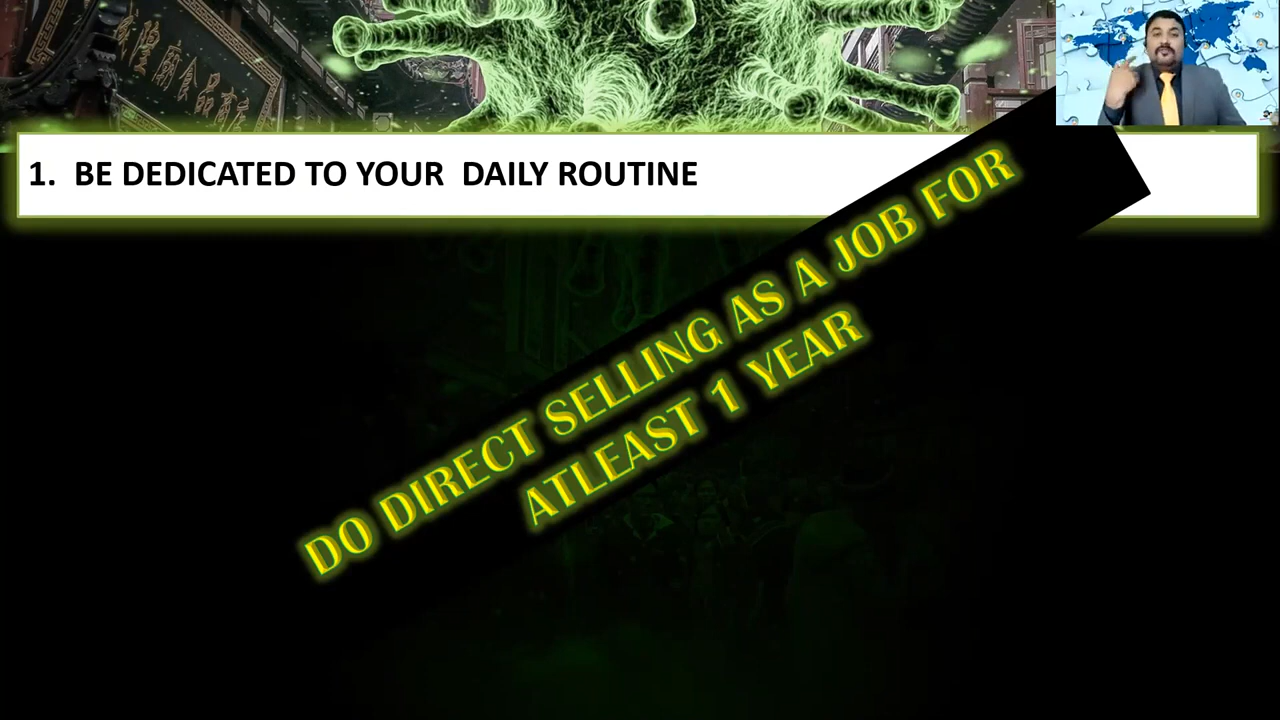 1. BE DEDICATED TO YOUR DAILY ROUTINE
DO DIRECT SELLING AS A JOB FOR
ATLEAST 1 YEAR